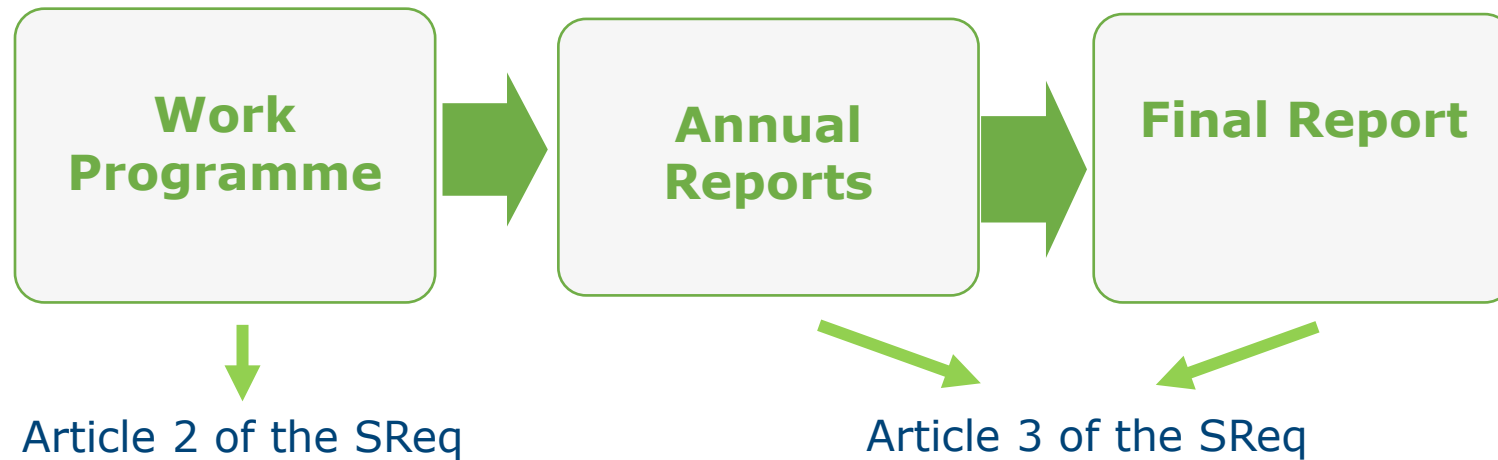 Work
Programme
Annual
Reports
Final Report
Article 2 of the SReq
Article 3 of the SReq